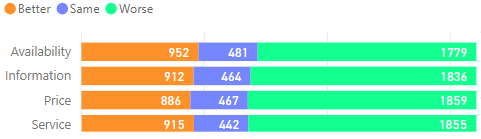 Better Same Worse
Availability 952 481 1779
Information 912 464 1836
Price 886 467 1859
Service 915 442 1855